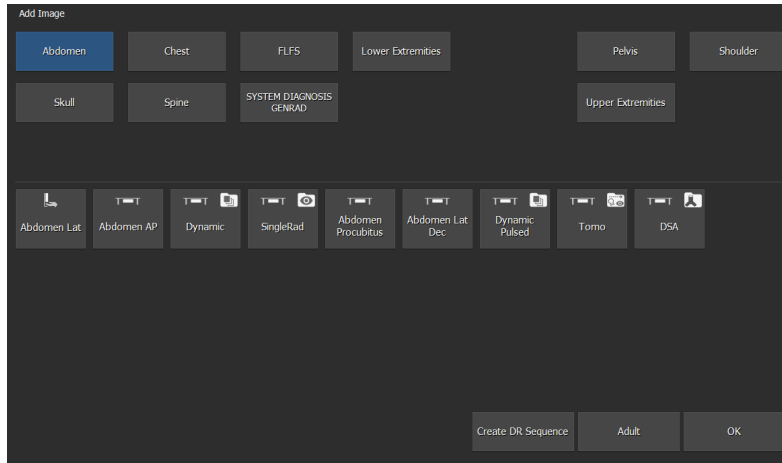 Add Image
Abdomen
Chest
FLFS
Lower Extremities
Pelvis
Shoulder
Skull
Spine
SYSTEM DIAGNOSIS
GENRAD
Upper Extremities
Abdomen Lat
Abdomen AP
Dynamic
SingleRad
Abdomen
Procubitus
Abdomen Lat
Dec
Dynamic
Pulsed
Tomo
DSA
Create DR Sequence
Adult
OK